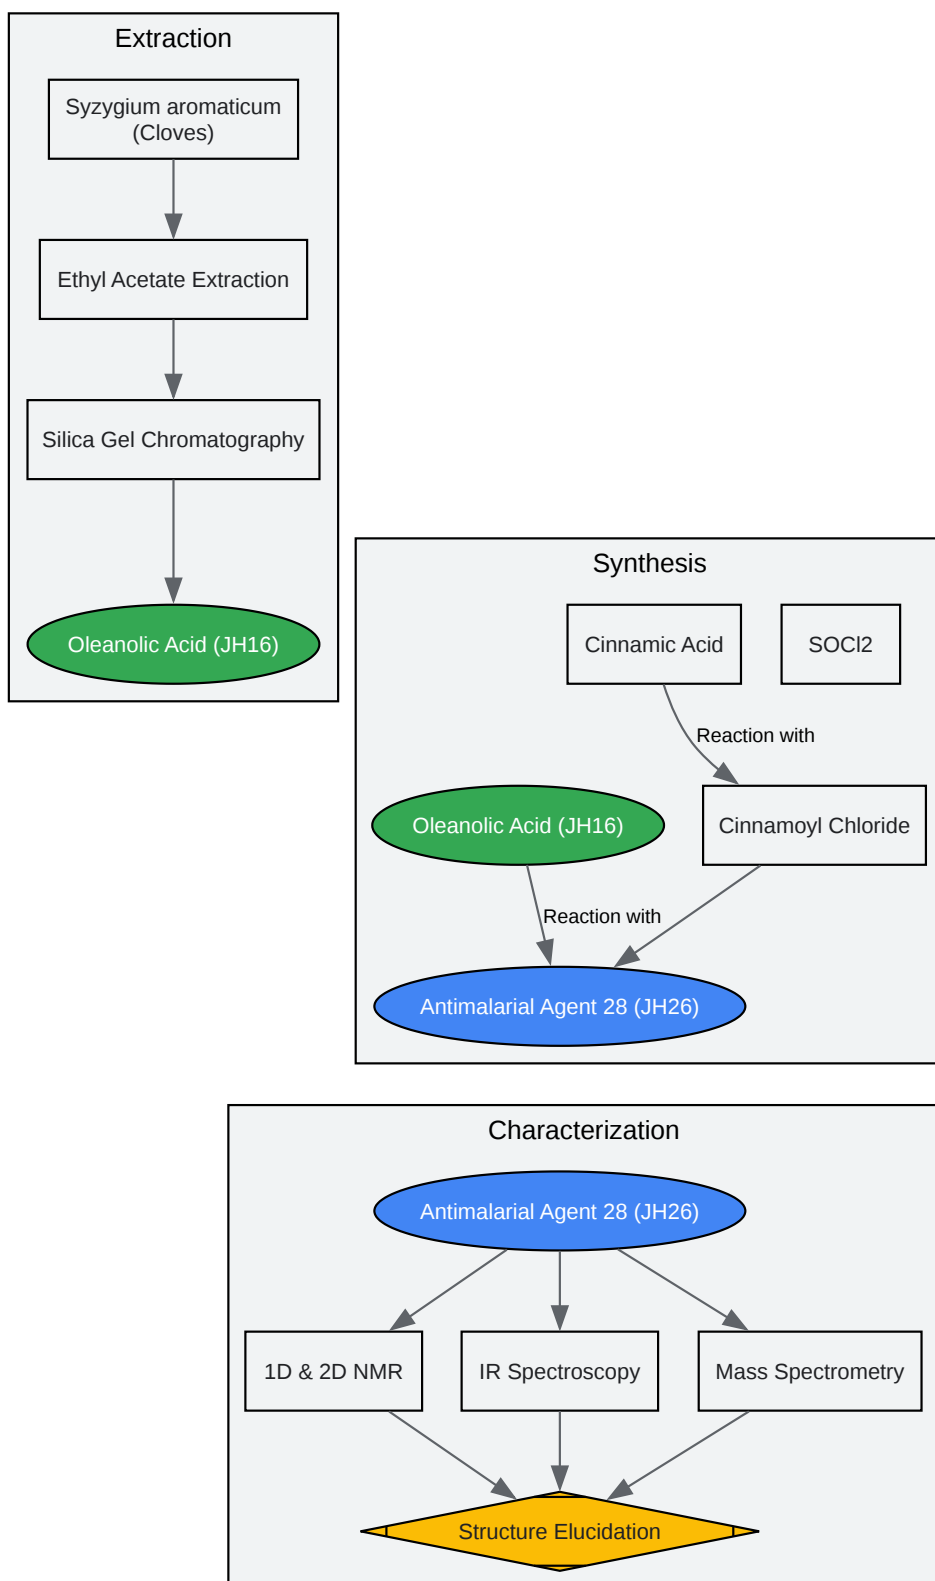 Extraction
Syzygium aromaticum
(Cloves)
Ethyl Acetate Extraction
Silica Gel Chromatography
Oleanolic Acid (JH16)
Synthesis
Cinnamic Acid
SOCl2
Reaction with
Oleanolic Acid (JH16)
Cinnamoyl Chloride
Reaction with
Antimalarial Agent 28 (JH26)
Characterization
Antimalarial Agent 28 (JH26)
1D & 2D NMR
IR Spectroscopy
Mass Spectrometry
Structure Elucidation